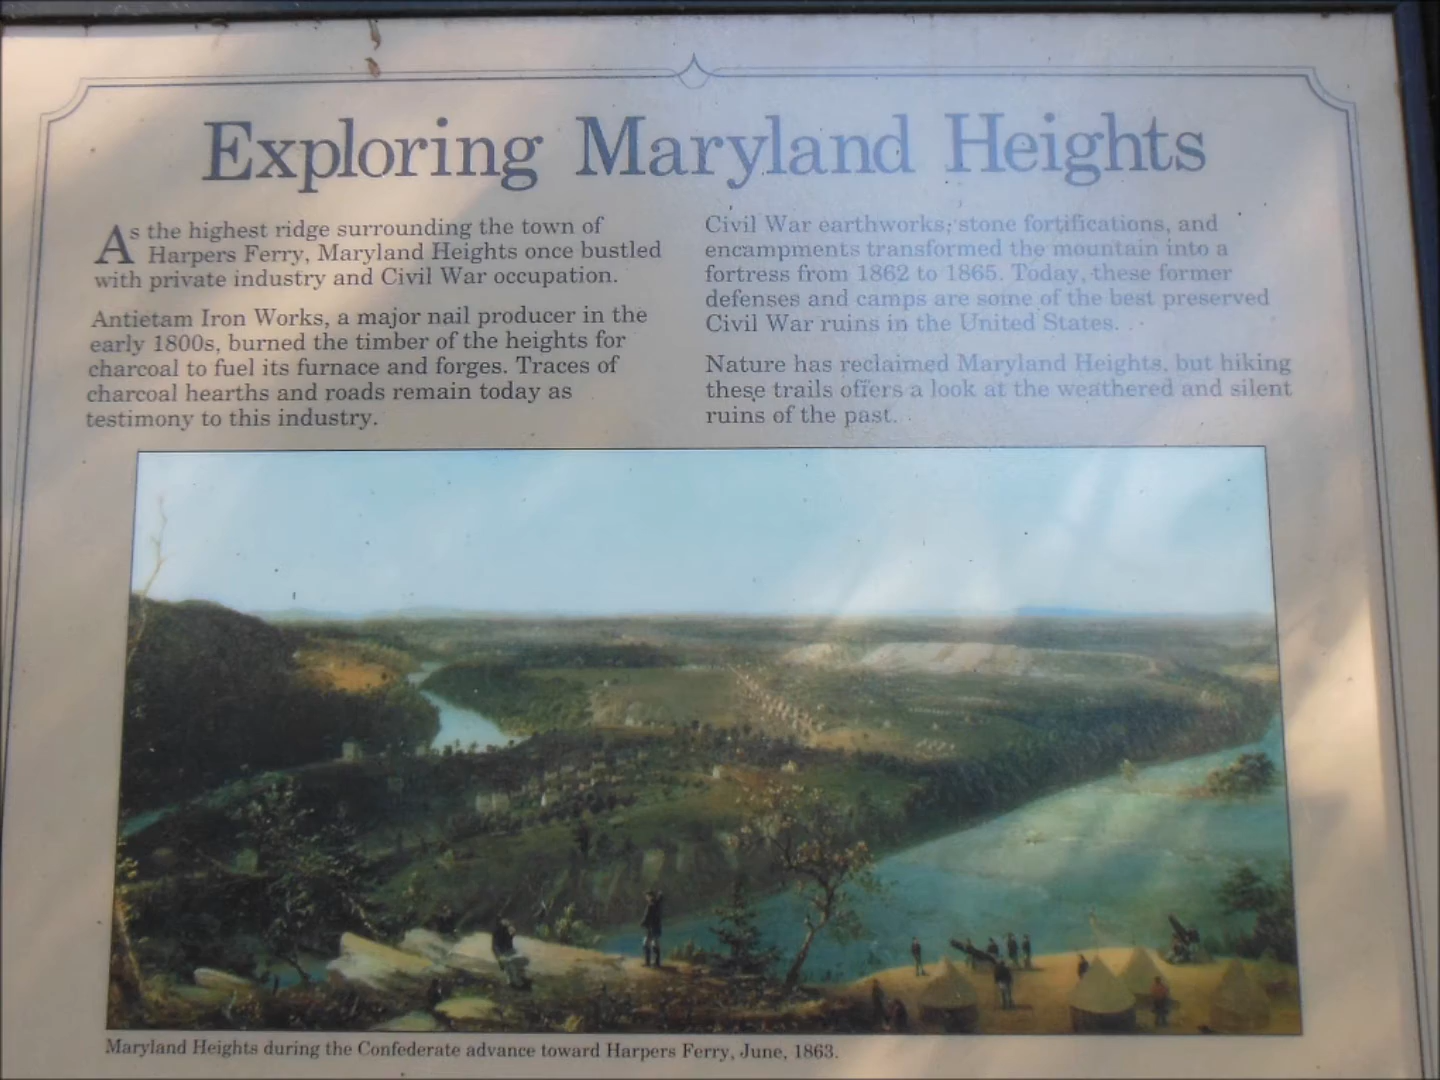 Exploring Maryland Heights
As the highest ridge surrounding the town of
Harpers Ferry, Maryland Heights once bustled
with private industry and Civil War occupation.
Antietam Iron Works, a major nail producer in the
early 1800s, burned the timber of the heights for
charcoal to fuel its furnace and forges. Traces of
charcoal hearths and roads remain today as
testimony to this industry.
Civil War earthworks, stone fortifications, and
encampments transformed the mountain into a
fortress from 1862 to 1865. Today, these former
defenses and camps are some of the best preserved
Civil War ruins in the United States.
Nature has reclaimed Maryland Heights, but hiking
these trails offers a look at the weathered and silent
ruins of the past.
Maryland Heights during the Confederate advance toward Harpers Ferry, June, 1863.